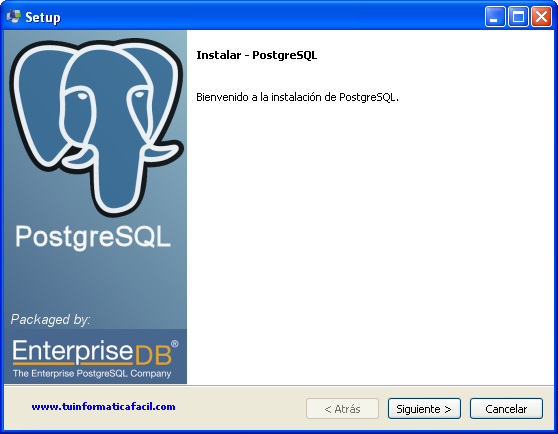 Setup
Instalar - PostgreSQL
Bienvenido a la instalación de PostgreSQL.
PostgreSQL
Packaged by:
EnterpriseDB®
The Enterprise PostgreSQL Company
www.tuinformaticafacil.com
< Atrás
Siguiente >
Cancelar